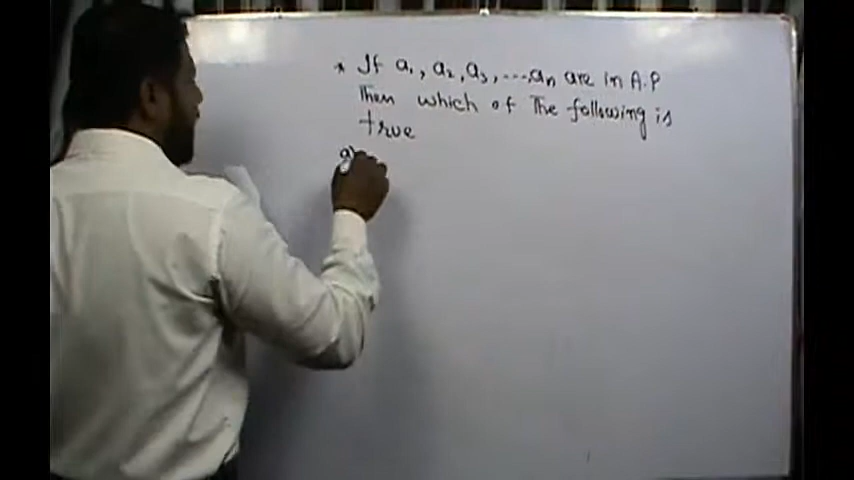 * If a₁, a₂, a₃, ...,aₙ are in A.P
Then which of The following is
true